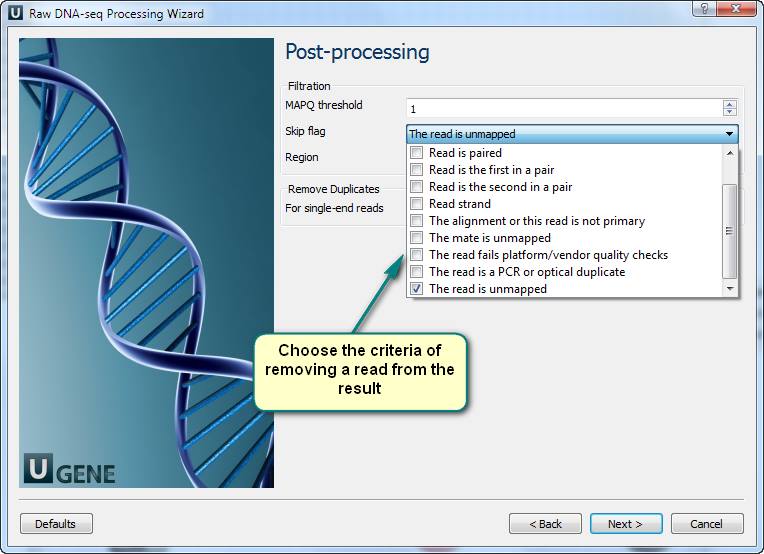 U Raw DNA-seq Processing Wizard
Post-processing
Filtration
MAPQ threshold
1
Skip flag
The read is unmapped
Region
Read is paired
Read is the first in a pair
Read is the second in a pair
Read strand
The alignment or this read is not primary
The mate is unmapped
The read fails platform/vendor quality checks
The read is a PCR or optical duplicate
The read is unmapped
Remove Duplicates
For single-end reads
Choose the criteria of
removing a read from the
result
U GENE
Defaults
< Back
Next >
Cancel